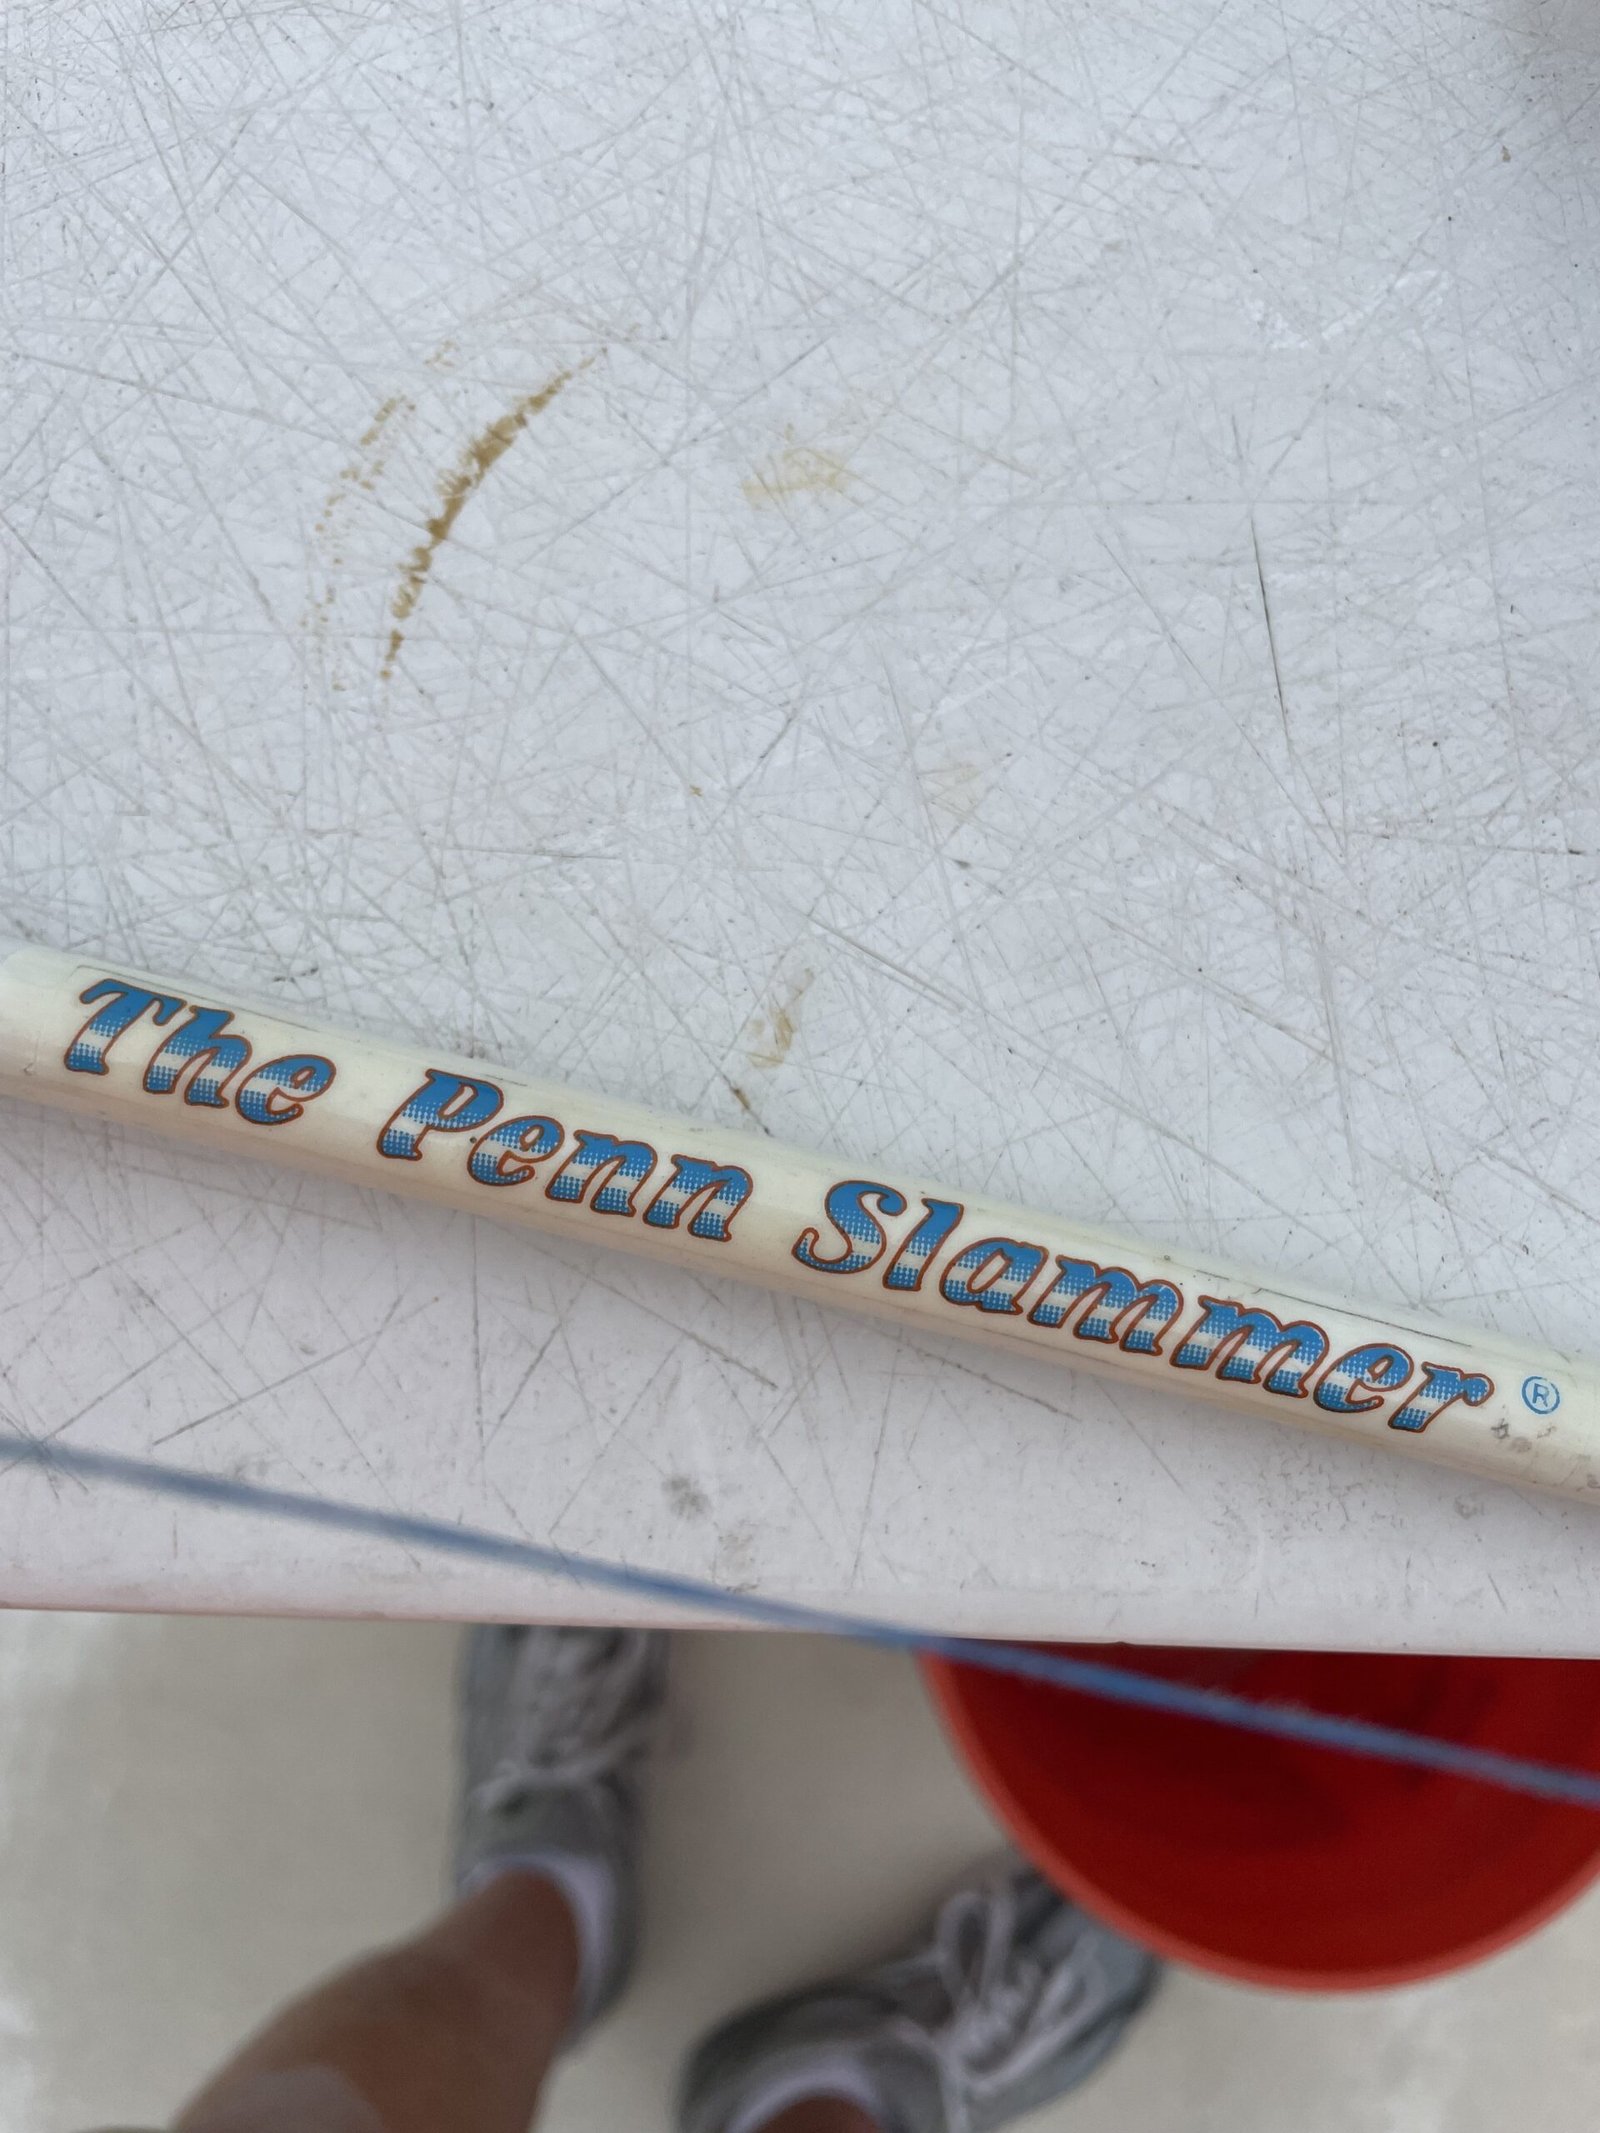 The Penn Slammer ®